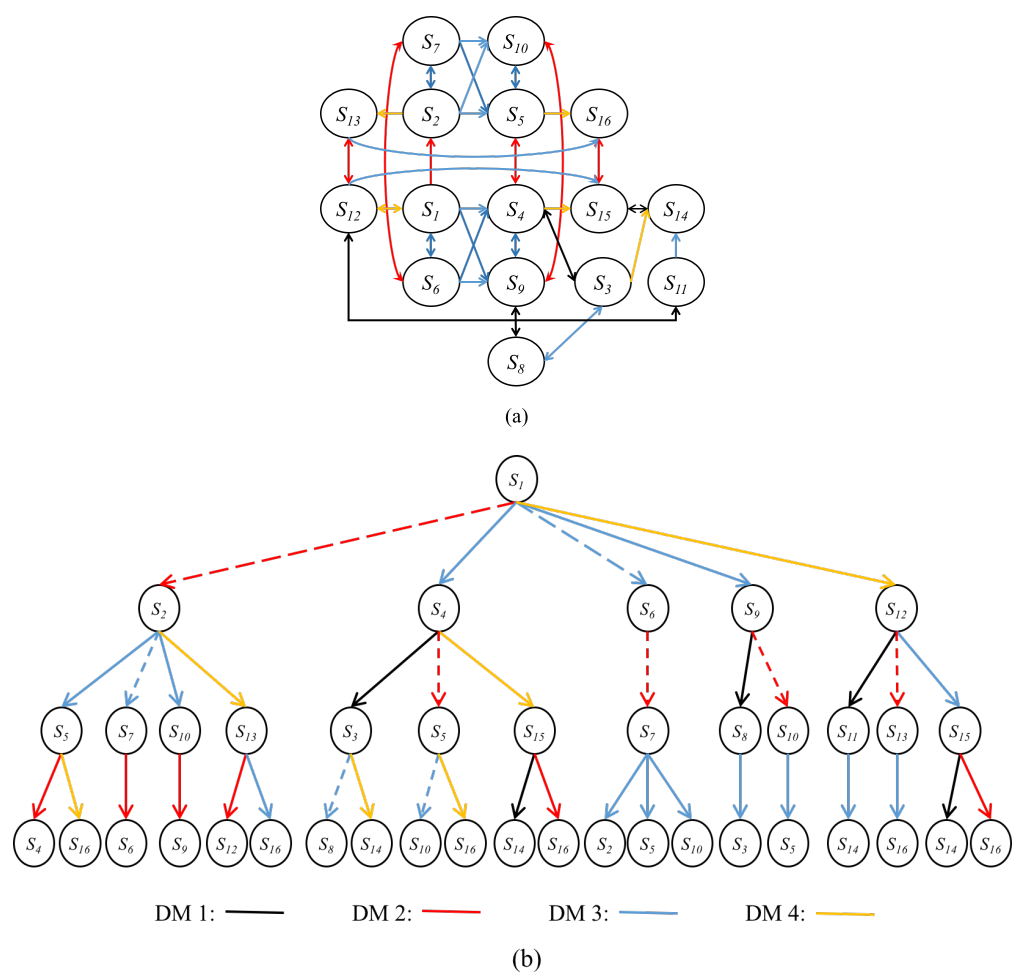 S7 S10
S13 S2 S5 S16
S12 S1 S4 S15 S14
S6 S9 S3 S11
S8
(a)
S1
S2 S4 S6 S9 S12
S5 S7 S10 S13 S3 S5 S15 S7 S8 S10 S11 S13 S15
S4 S16 S6 S9 S12 S16 S8 S14 S10 S16 S14 S16 S2 S5 S10 S3 S5 S14 S16 S14 S16
DM 1: DM 2: DM 3: DM 4:
(b)